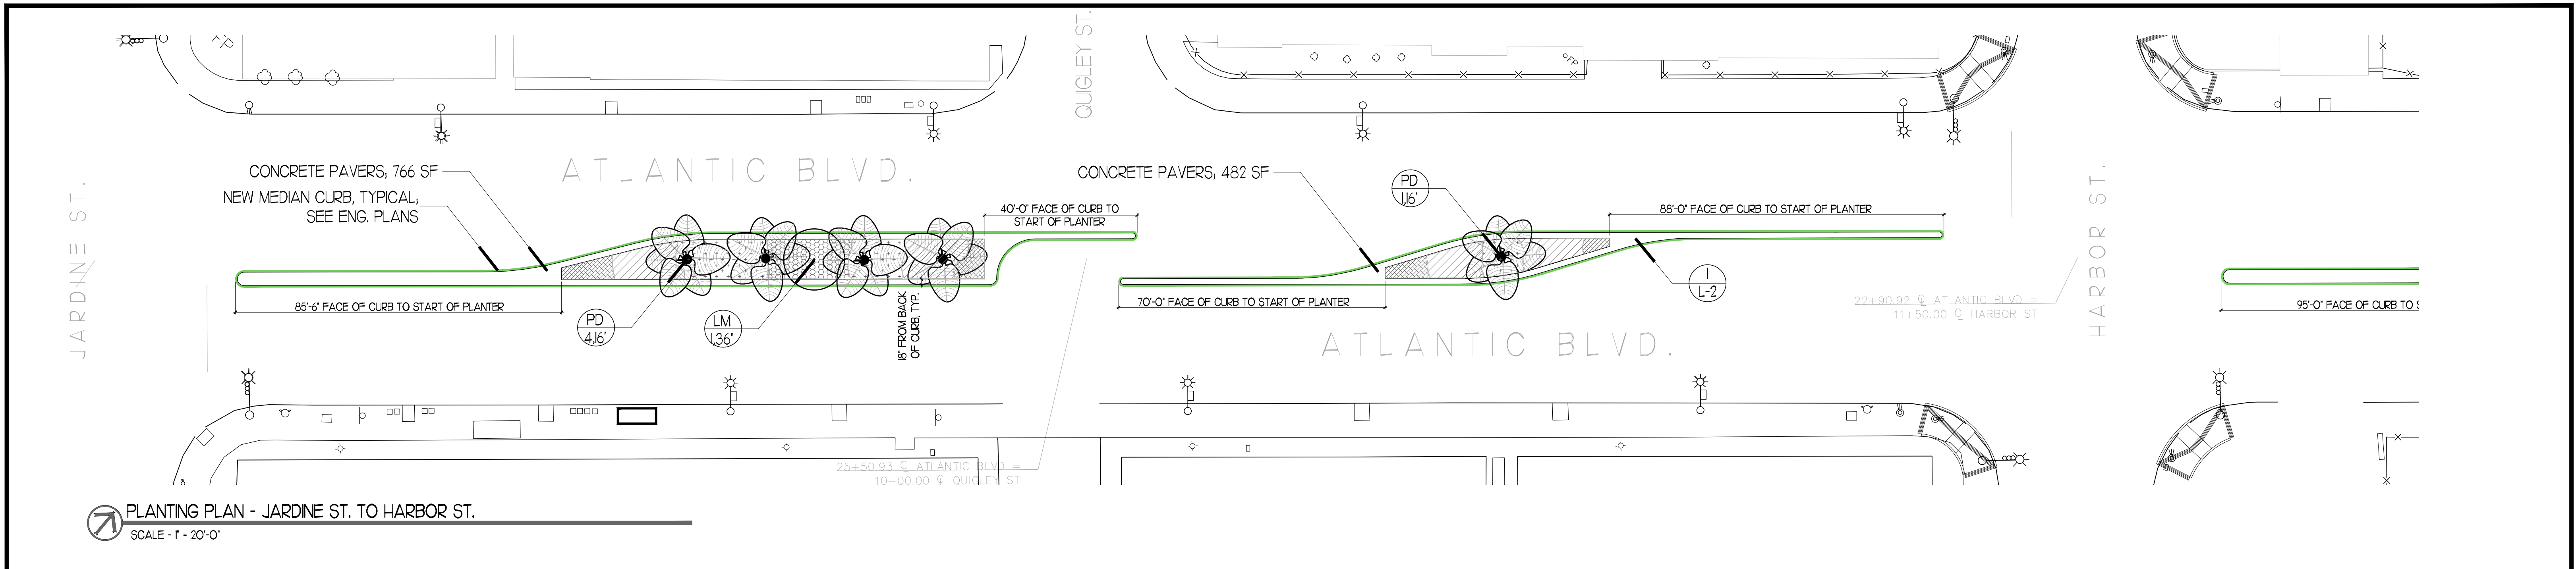 QUIGLEY ST.
FP
FP
CONCRETE PAVERS; 766 SF
NEW MEDIAN CURB, TYPICAL;
SEE ENG. PLANS
ATLANTIC BLVD.
CONCRETE PAVERS; 482 SF
PD
1,16'
JARDINE ST.
HARBOR ST.
40'-0" FACE OF CURB TO
START OF PLANTER
88'-0" FACE OF CURB TO START OF PLANTER
85'-6" FACE OF CURB TO START OF PLANTER
PD
4,16'
LM
1,36"
18" FROM BACK
OF CURB, TYP.
70'-0" FACE OF CURB TO START OF PLANTER
1
L-2
22+90.92 ℄ ATLANTIC BLVD =
11+50.00 ℄ HARBOR ST
95'-0" FACE OF CURB TO
ATLANTIC BLVD.
25+50.93 ℄ ATLANTIC BLVD =
10+00.00 ℄ QUIGLEY ST
PLANTING PLAN - JARDINE ST. TO HARBOR ST.
SCALE - 1" = 20'-0"